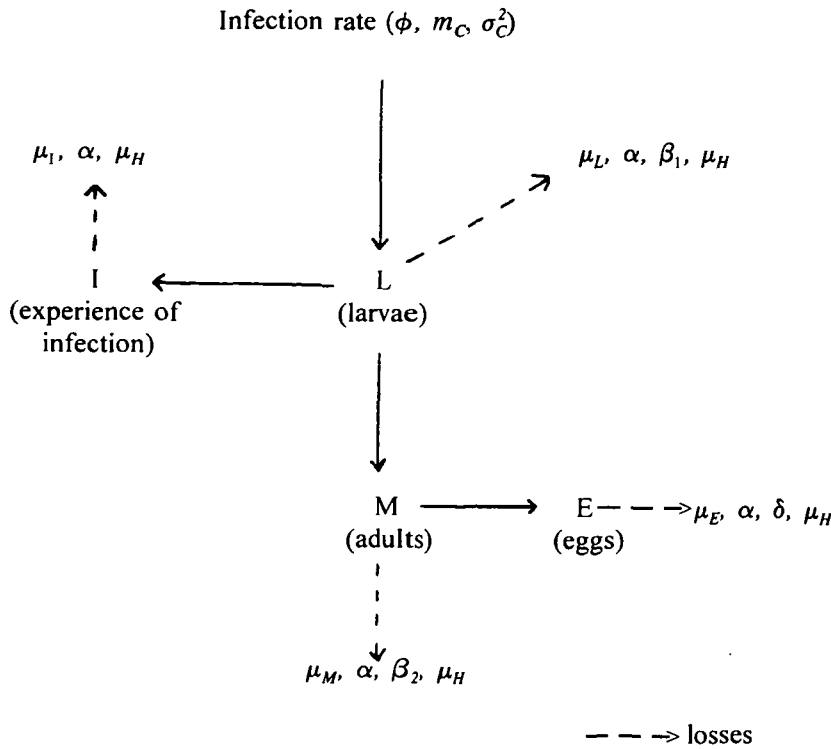 Infection rate (ϕ, m_C, σ_C^2)
μ_I, α, μ_H
μ_L, α, β_1, μ_H
I
(experience of
infection)
L
(larvae)
M
(adults)
E
(eggs)
μ_E, α, δ, μ_H
μ_M, α, β_2, μ_H
losses